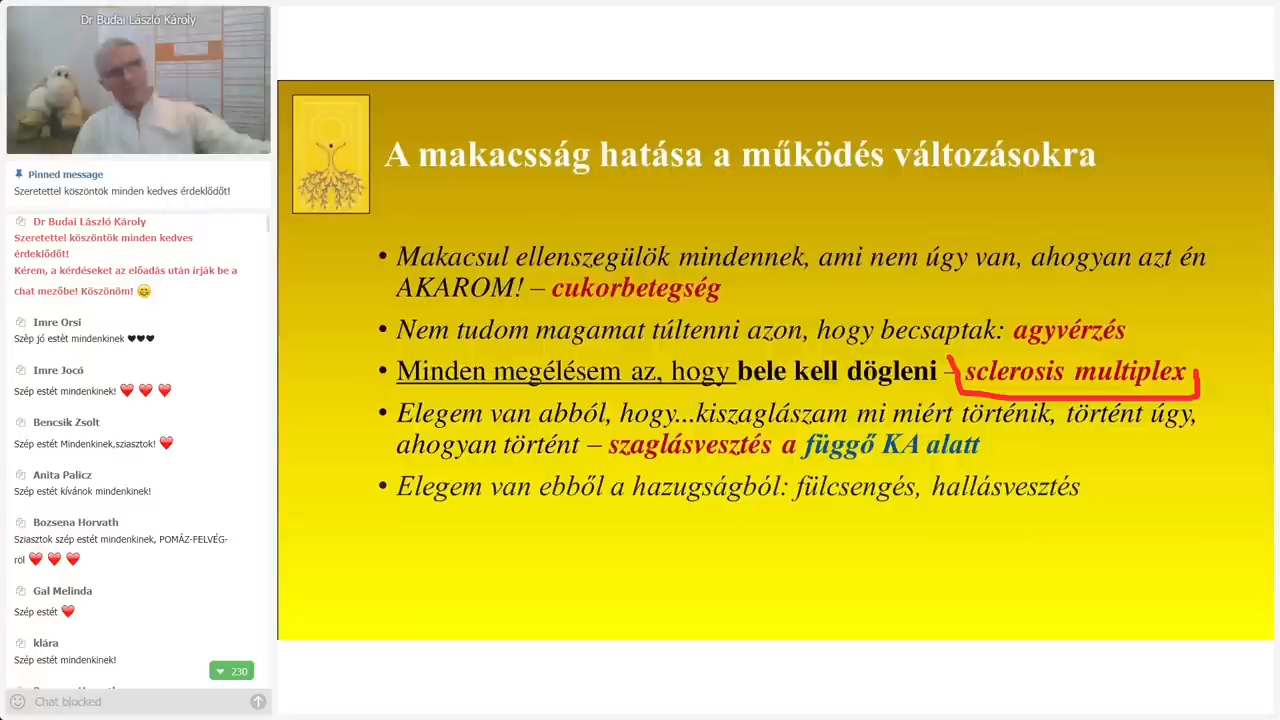 Dr Budai László Károly
Pinned message
Szeretettel köszöntök minden kedves érdeklődőt!
Dr Budai László Károly
Szeretettel köszöntök minden kedves
érdeklődőt!
Kérem, a kérdéseket az előadás után írják be a
chat mezőbe! Köszönöm! 😊
Imre Orsi
Szèp jó estèt mindenkinek ♥♥♥
Imre Jocó
Szép estét mindenkinek! ❤️ ❤️ ❤️
Bencsik Zsolt
Szép estét Mindenkinek,sziasztok! ❤️
Anita Palicz
Szép estét kívánok mindenkinek!
Bozsena Horvath
Sziasztok szép estét mindenkinek, POMÁZ-FELVÉG-
ről ❤️ ❤️ ❤️
Gal Melinda
Szép estét ❤️
klára
Szép estét mindenkinek!
230
Chat blocked
A makacsság hatása a működés változásokra
• Makacsul ellenszegülök mindennek, ami nem úgy van, ahogyan azt én
AKAROM! – cukorbetegség
• Nem tudom magamat túltenni azon, hogy becsaptak: agyvérzés
• Minden megélésem az, hogy bele kell dögleni – sclerosis multiplex
• Elegem van abból, hogy...kiszaglászam mi miért történik, történt úgy,
ahogyan történt – szaglásvesztés a függő KA alatt
• Elegem van ebből a hazugságból: fülcsengés, hallásvesztés